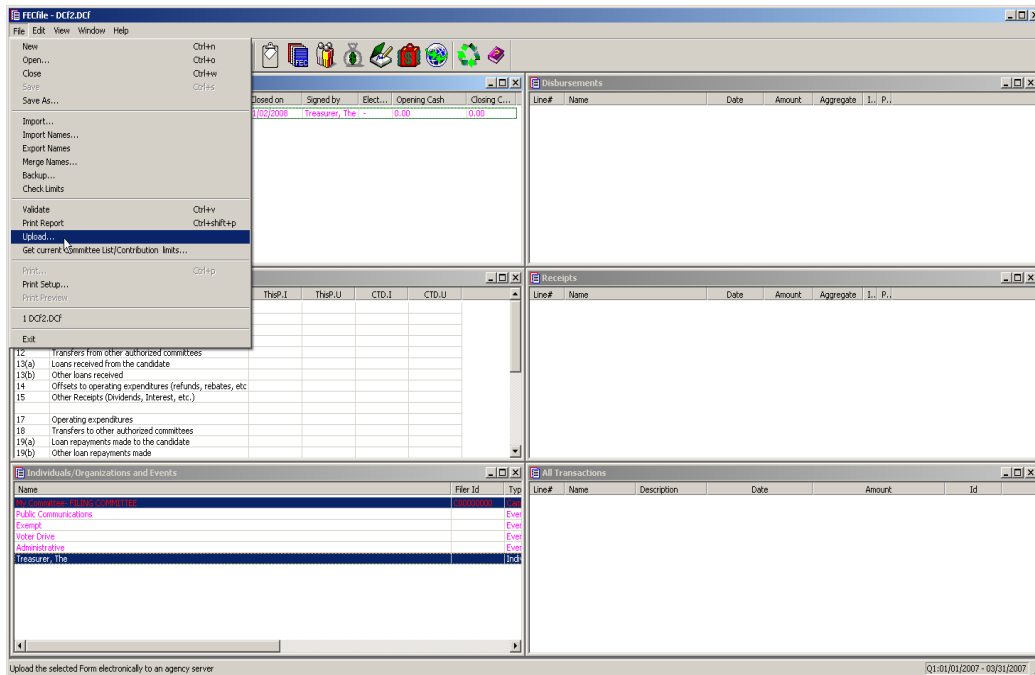 FECfile - DCf2.DCf
File Edit View Window Help
New Ctrl+n
Open... Ctrl+o
Close Ctrl+w
Save Ctrl+s
Save As...
Import...
Import Names...
Export Names
Merge Names...
Backup...
Check Limits
Validate Ctrl+v
Print Report Ctrl+shift+p
Upload...
Get current Committee List/Contribution limits...
Print... Ctrl+p
Print Setup...
Print Preview
1 DCf2.DCf
Exit
FEC
Closed on Signed by Elect... Opening Cash Closing C...
1/02/2008 Treasurer, The - 0.00 0.00
Disbursements
Line# Name Date Amount Aggregate I.. P..
ThisP.I ThisP.U CTD.I CTD.U
12 Transfers from other authorized committees
13(a) Loans received from the candidate
13(b) Other loans received
14 Offsets to operating expenditures (refunds, rebates, etc
15 Other Receipts (Dividends, Interest, etc.)
17 Operating expenditures
18 Transfers to other authorized committees
19(a) Loan repayments made to the candidate
19(b) Other loan repayments made
Receipts
Line# Name Date Amount Aggregate I.. P..
Individuals/Organizations and Events
Name Filer Id Typ
My Committee- FILING COMMITTEE C00000000
Public Communications Ever
Exempt Ever
Voter Drive Ever
Administrative Ever
Treasurer, The Indiv
All Transactions
Line# Name Description Date Amount Id
Upload the selected Form electronically to an agency server
Q1:01/01/2007 - 03/31/2007